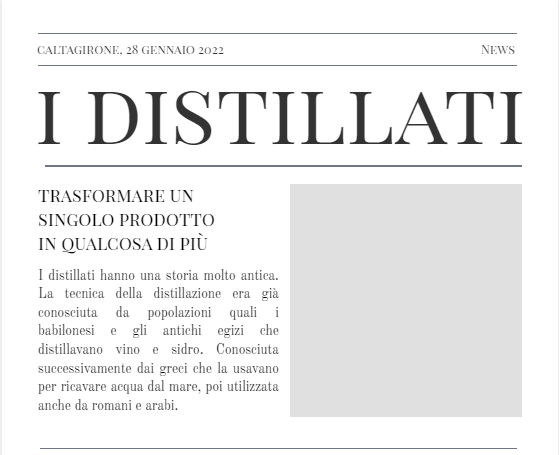 CALTAGIRONE, 28 GENNAIO 2022 NEWS
I DISTILLATI
TRASFORMARE UN
SINGOLO PRODOTTO
IN QUALCOSA DI PIÙ
I distillati hanno una storia molto antica.
La tecnica della distillazione era già
conosciuta da popolazioni quali i
babilonesi e gli antichi egizi che
distillavano vino e sidro. Conosciuta
successivamente dai greci che la usavano
per ricavare acqua dal mare, poi utilizzata
anche da romani e arabi.